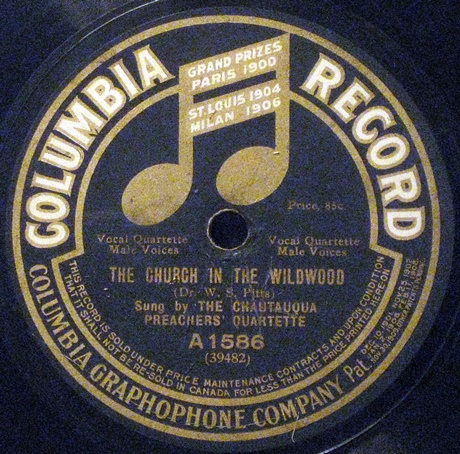 COLUMBIA RECORD
GRAND PRIZES
PARIS 1900
ST. LOUIS 1904
MILAN 1906
Price, 85c.
Vocal Quartette
Male Voices
Vocal Quartette
Male Voices
THE CHURCH IN THE WILDWOOD
(Dr. W. S. Pitts)
Sung by THE CHAUTAUQUA
PREACHERS' QUARTETTE
A1586
(39482)
THIS RECORD IS SOLD UNDER PRICE MAINTENANCE CONTRACTS AND UPON CONDITION
THAT IT SHALL NOT BE RE-SOLD IN CANADA FOR LESS THAN THE PRICE PRINTED HERE ON
COLUMBIA GRAPHOPHONE COMPANY Pat.